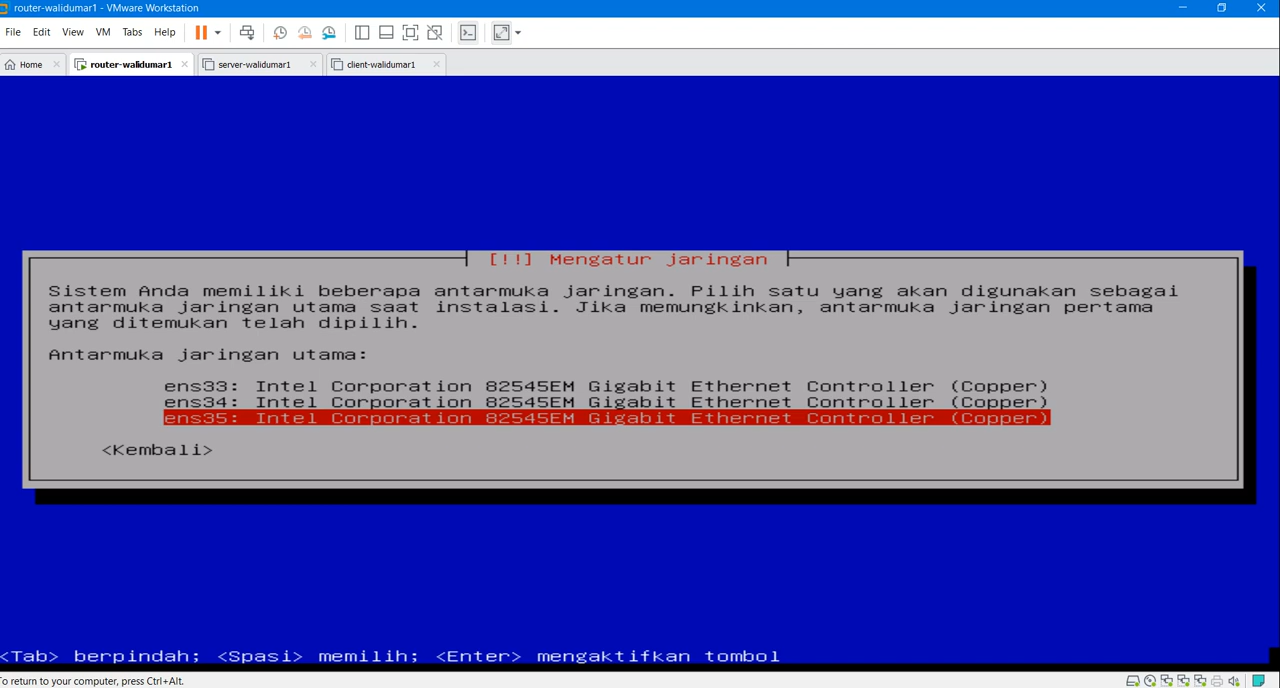 router-walidumar1 - VMware Workstation
File Edit View VM Tabs Help
Home router-walidumar1 server-walidumar1 client-walidumar1
[!!] Mengatur jaringan
Sistem Anda memiliki beberapa antarmuka jaringan. Pilih satu yang akan digunakan sebagai
antarmuka jaringan utama saat instalasi. Jika memungkinkan, antarmuka jaringan pertama
yang ditemukan telah dipilih.
Antarmuka jaringan utama:
ens33: Intel Corporation 82545EM Gigabit Ethernet Controller (Copper)
ens34: Intel Corporation 82545EM Gigabit Ethernet Controller (Copper)
ens35: Intel Corporation 82545EM Gigabit Ethernet Controller (Copper)
<Kembali>
<Tab> berpindah; <Spasi> memilih; <Enter> mengaktifkan tombol
To return to your computer, press Ctrl+Alt.